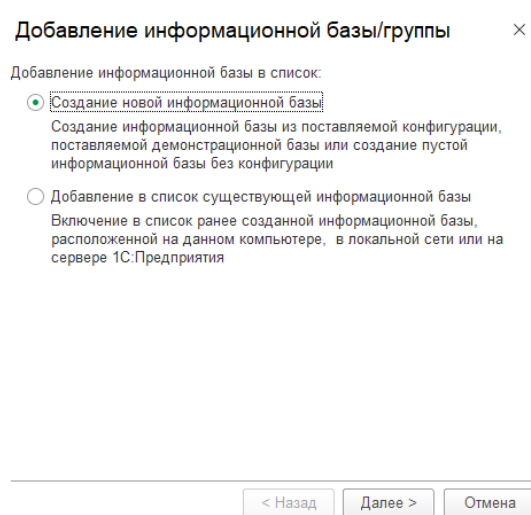 Добавление информационной базы/группы
Добавление информационной базы в список:
Создание новой информационной базы
Создание информационной базы из поставляемой конфигурации,
поставляемой демонстрационной базы или создание пустой
информационной базы без конфигурации
Добавление в список существующей информационной базы
Включение в список ранее созданной информационной базы,
расположенной на данном компьютере, в локальной сети или на
сервере 1С:Предприятия
< Назад Далее > Отмена